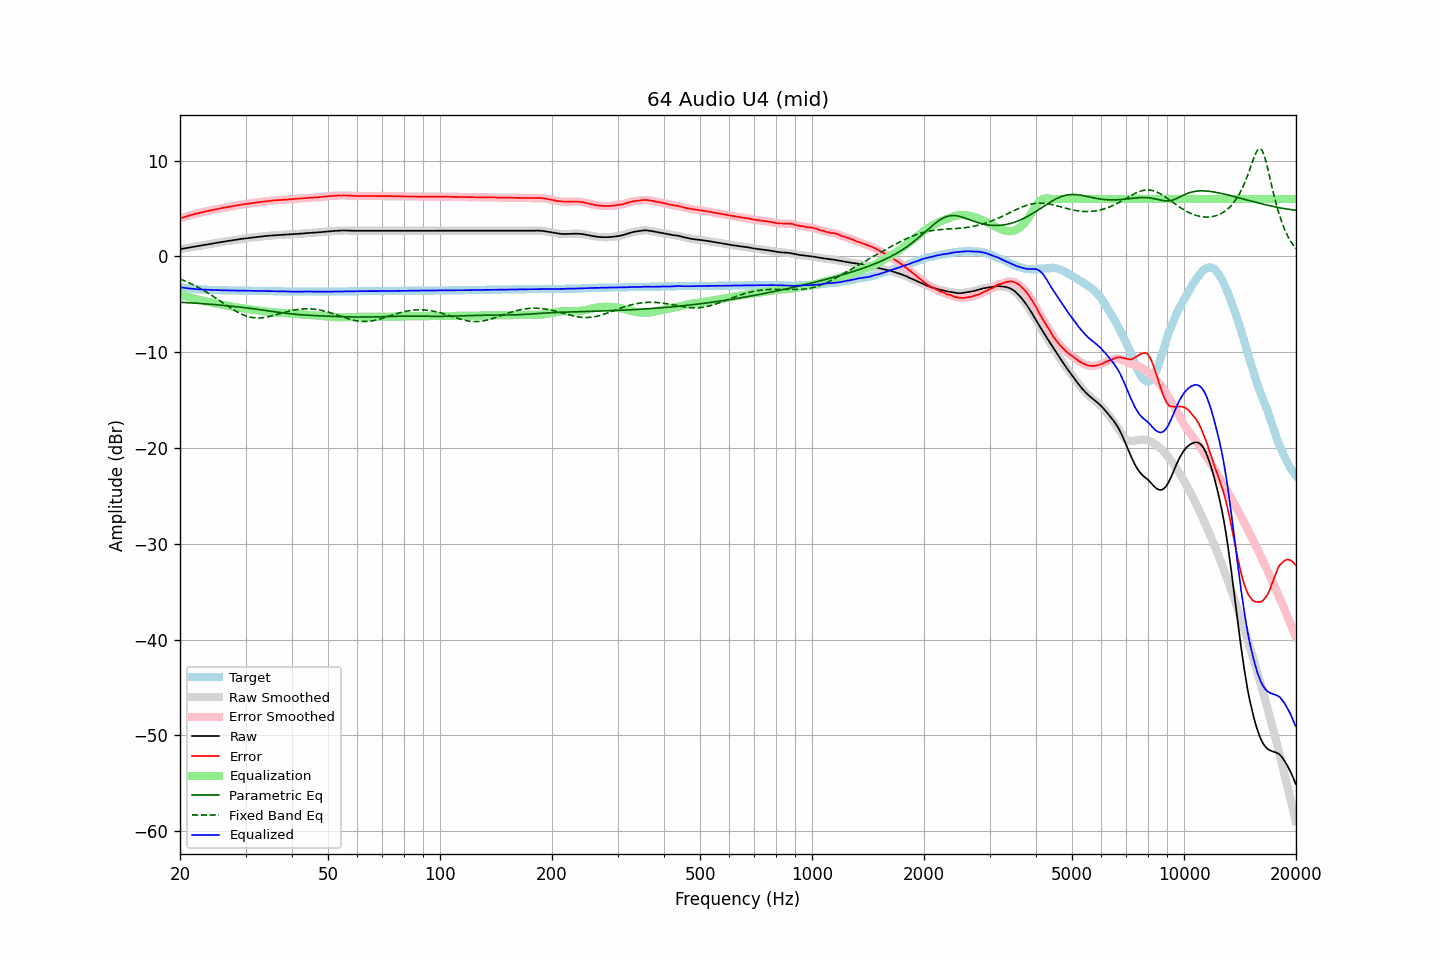 64 Audio U4 (mid)
10
0
−10
−20
−30
−40
−50
−60
Amplitude (dBr)
Target
Raw Smoothed
Error Smoothed
Raw
Error
Equalization
Parametric Eq
Fixed Band Eq
Equalized
20 50 100 200 500 1000 2000 5000 10000 20000
Frequency (Hz)